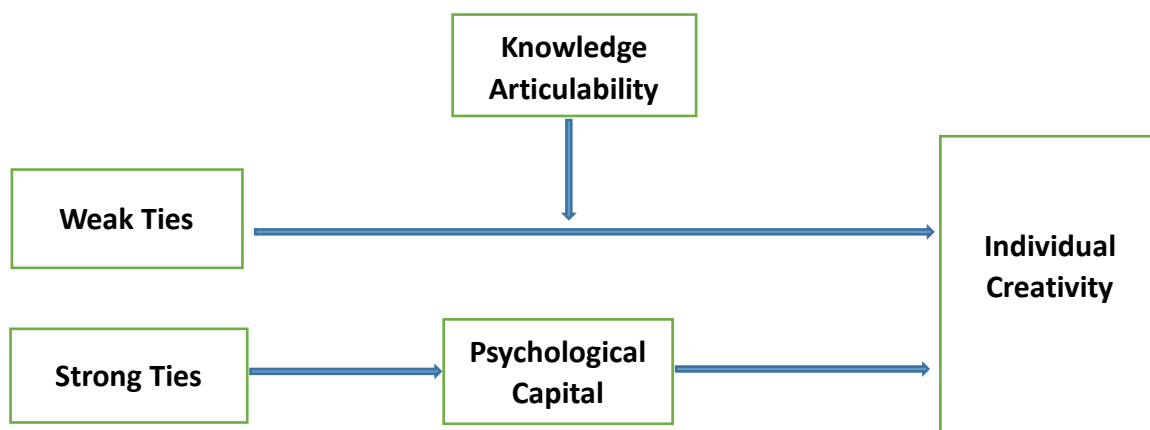 Knowledge
Articulability
Weak Ties
Individual
Creativity
Strong Ties
Psychological
Capital